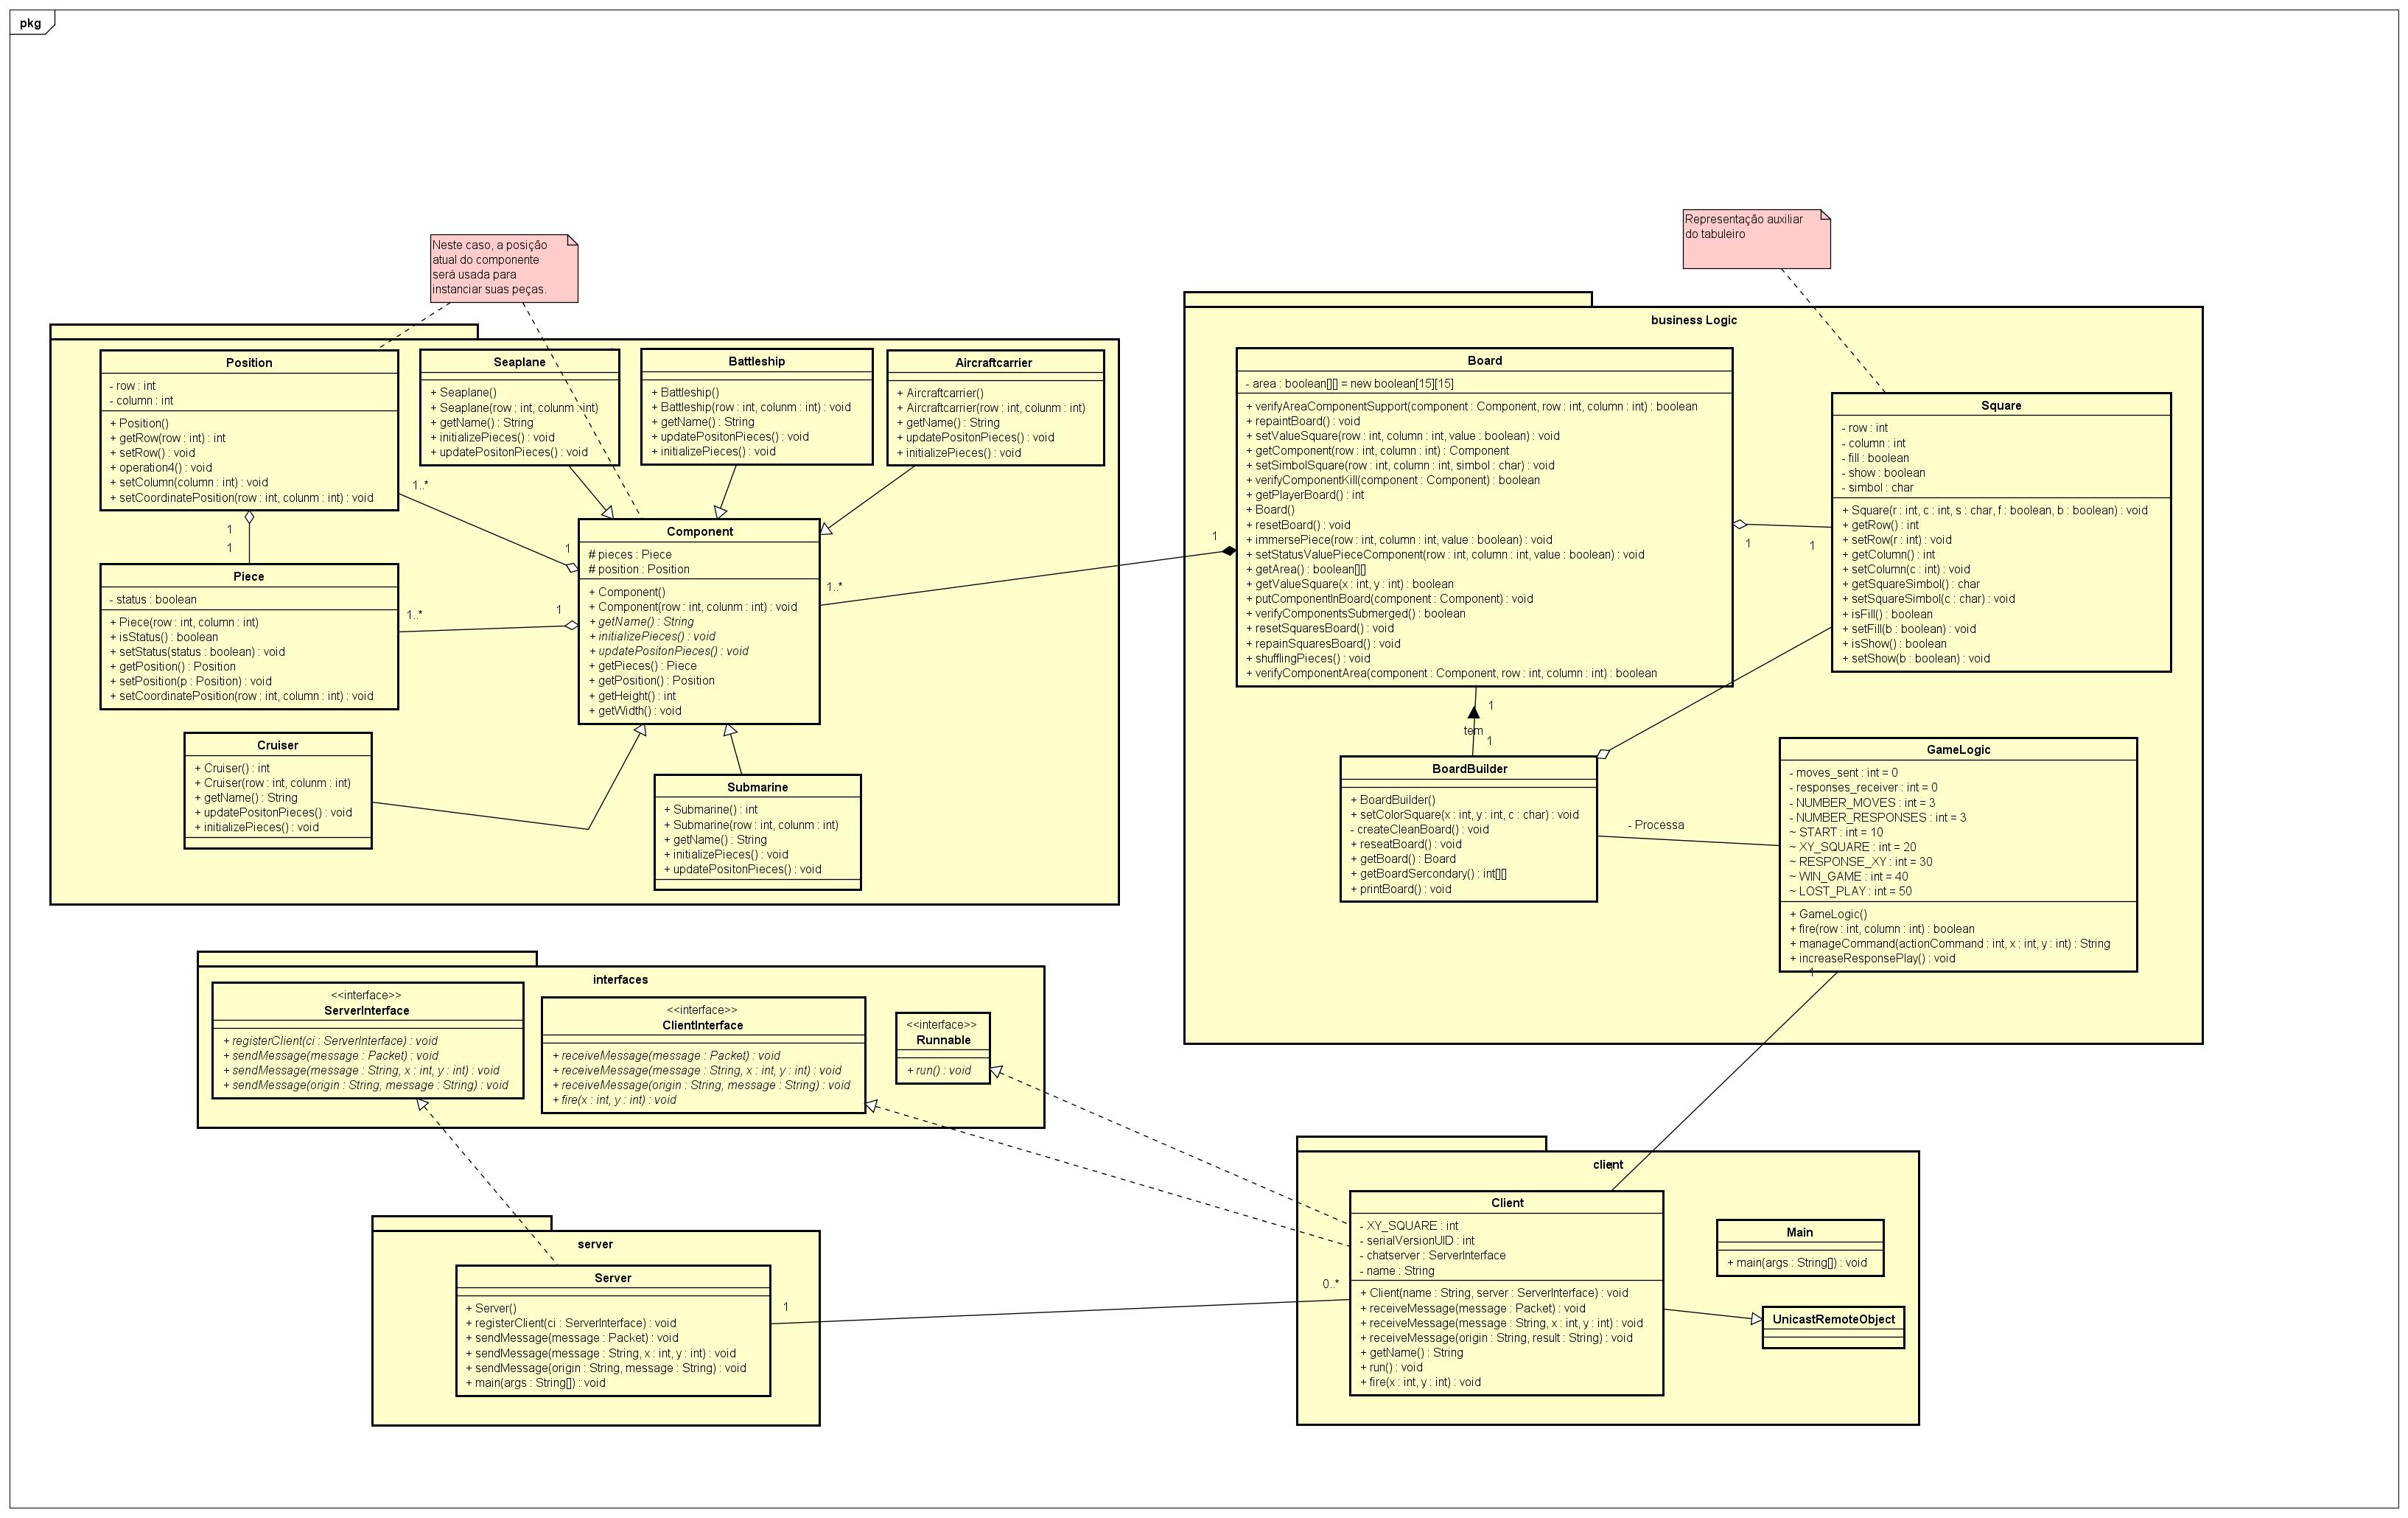 pkg
Neste caso, a posição
atual do componente
será usada para
instanciar suas peças.
Representação auxiliar
do tabuleiro
Position
- row : int
- column : int
+ Position()
+ getRow(row : int) : int
+ setRow() : void
+ operation4() : void
+ setColumn(column : int) : void
+ setCoordinatePosition(row : int, colunm : int) : void
Seaplane
+ Seaplane()
+ Seaplane(row : int, colunm : int)
+ getName() : String
+ initializePieces() : void
+ updatePositonPieces() : void
Battleship
+ Battleship()
+ Battleship(row : int, colunm : int) : void
+ getName() : String
+ updatePositonPieces() : void
+ initializePieces() : void
Aircraftcarrier
+ Aircraftcarrier()
+ Aircraftcarrier(row : int, colunm : int)
+ getName() : String
+ updatePositonPieces() : void
+ initializePieces() : void
1..*
1
1
1
Component
# pieces : Piece
# position : Position
+ Component()
+ Component(row : int, colunm : int) : void
+ getName() : String
+ initializePieces() : void
+ updatePositonPieces() : void
+ getPieces() : Piece
+ getPosition() : Position
+ getHeight() : int
+ getWidth() : void
Piece
- status : boolean
+ Piece(row : int, column : int)
+ isStatus() : boolean
+ setStatus(status : boolean) : void
+ getPosition() : Position
+ setPosition(p : Position) : void
+ setCoordinatePosition(row : int, column : int) : void
1..*
1
1..*
1
Cruiser
+ Cruiser() : int
+ Cruiser(row : int, colunm : int)
+ getName() : String
+ updatePositonPieces() : void
+ initializePieces() : void
Submarine
+ Submarine() : int
+ Submarine(row : int, colunm : int)
+ getName() : String
+ initializePieces() : void
+ updatePositonPieces() : void
business Logic
Board
- area : boolean[][] = new boolean[15][15]
+ verifyAreaComponentSupport(component : Component, row : int, column : int) : boolean
+ repaintBoard() : void
+ setValueSquare(row : int, column : int, value : boolean) : void
+ getComponent(row : int, column : int) : Component
+ setSimbolSquare(row : int, column : int, simbol : char) : void
+ verifyComponentKill(component : Component) : boolean
+ getPlayerBoard() : int
+ Board()
+ resetBoard() : void
+ immersePiece(row : int, column : int, value : boolean) : void
+ setStatusValuePieceComponent(row : int, column : int, value : boolean) : void
+ getArea() : boolean[][]
+ getValueSquare(x : int, y : int) : boolean
+ putComponentInBoard(component : Component) : void
+ verifyComponentsSubmerged() : boolean
+ resetSquaresBoard() : void
+ repainSquaresBoard() : void
+ shufflingPieces() : void
+ verifyComponentArea(component : Component, row : int, column : int) : boolean
Square
- row : int
- column : int
- fill : boolean
- show : boolean
- simbol : char
+ Square(r : int, c : int, s : char, f : boolean, b : boolean) : void
+ getRow() : int
+ setRow(r : int) : void
+ getColumn() : int
+ setColumn(c : int) : void
+ getSquareSimbol() : char
+ setSquareSimbol(c : char) : void
+ isFill() : boolean
+ setFill(b : boolean) : void
+ isShow() : boolean
+ setShow(b : boolean) : void
1
1
1
tem
1
BoardBuilder
+ BoardBuilder()
+ setColorSquare(x : int, y : int, c : char) : void
- createCleanBoard() : void
+ reseatBoard() : void
+ getBoard() : Board
+ getBoardSercondary() : int[][]
+ printBoard() : void
- Processa
GameLogic
- moves_sent : int = 0
- responses_receiver : int = 0
- NUMBER_MOVES : int = 3
- NUMBER_RESPONSES : int = 3
~ START : int = 10
~ XY_SQUARE : int = 20
~ RESPONSE_XY : int = 30
~ WIN_GAME : int = 40
~ LOST_PLAY : int = 50
+ GameLogic()
+ fire(row : int, column : int) : boolean
+ manageCommand(actionCommand : int, x : int, y : int) : String
+ increaseResponsePlay() : void
1
interfaces
<<interface>>
ServerInterface
+ registerClient(ci : ServerInterface) : void
+ sendMessage(message : Packet) : void
+ sendMessage(message : String, x : int, y : int) : void
+ sendMessage(origin : String, message : String) : void
<<interface>>
ClientInterface
+ receiveMessage(message : Packet) : void
+ receiveMessage(message : String, x : int, y : int) : void
+ receiveMessage(origin : String, message : String) : void
+ fire(x : int, y : int) : void
<<interface>>
Runnable
+ run() : void
server
Server
+ Server()
+ registerClient(ci : ServerInterface) : void
+ sendMessage(message : Packet) : void
+ sendMessage(message : String, x : int, y : int) : void
+ sendMessage(origin : String, message : String) : void
+ main(args : String[]) : void
1
0..*
client
1
Client
- XY_SQUARE : int
- serialVersionUID : int
- chatserver : ServerInterface
- name : String
+ Client(name : String, server : ServerInterface) : void
+ receiveMessage(message : Packet) : void
+ receiveMessage(message : String, x : int, y : int) : void
+ receiveMessage(origin : String, result : String) : void
+ getName() : String
+ run() : void
+ fire(x : int, y : int) : void
Main
+ main(args : String[]) : void
UnicastRemoteObject